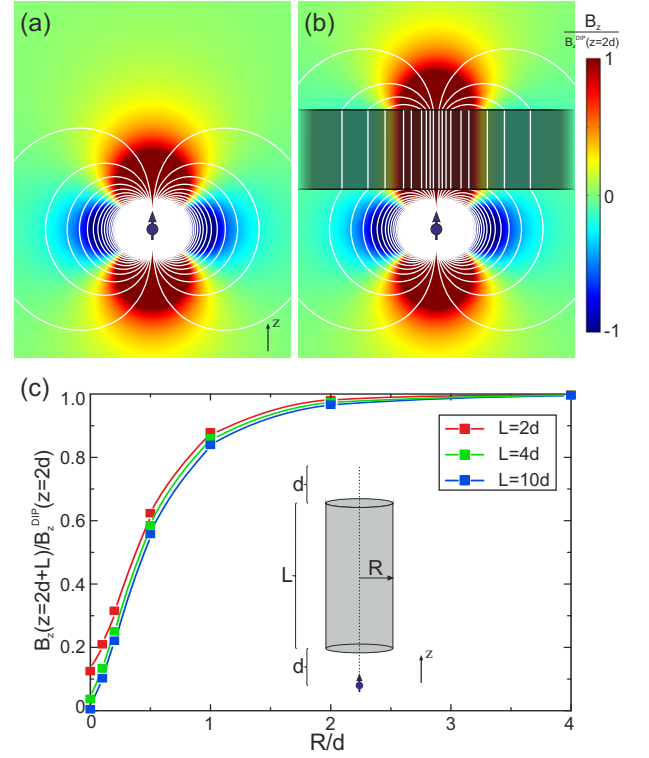 (a)
(b)
B_z
B_z^DIP(z=2d)
1
0
-1
z
(c)
1.0
0.8
0.6
0.4
0.2
0
B_z(z=2d+L)/B_z^DIP(z=2d)
L=2d
L=4d
L=10d
d
L
R
d
z
0
1
2
3
4
R/d